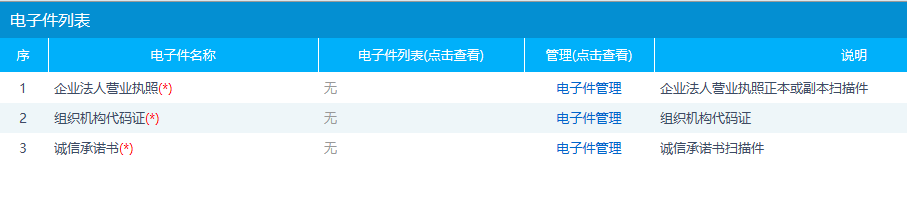 电子件列表
序 电子件名称 电子件列表(点击查看) 管理(点击查看) 说明
1 企业法人营业执照(*) 无 电子件管理 企业法人营业执照正本或副本扫描件
2 组织机构代码证(*) 无 电子件管理 组织机构代码证
3 诚信承诺书(*) 无 电子件管理 诚信承诺书扫描件